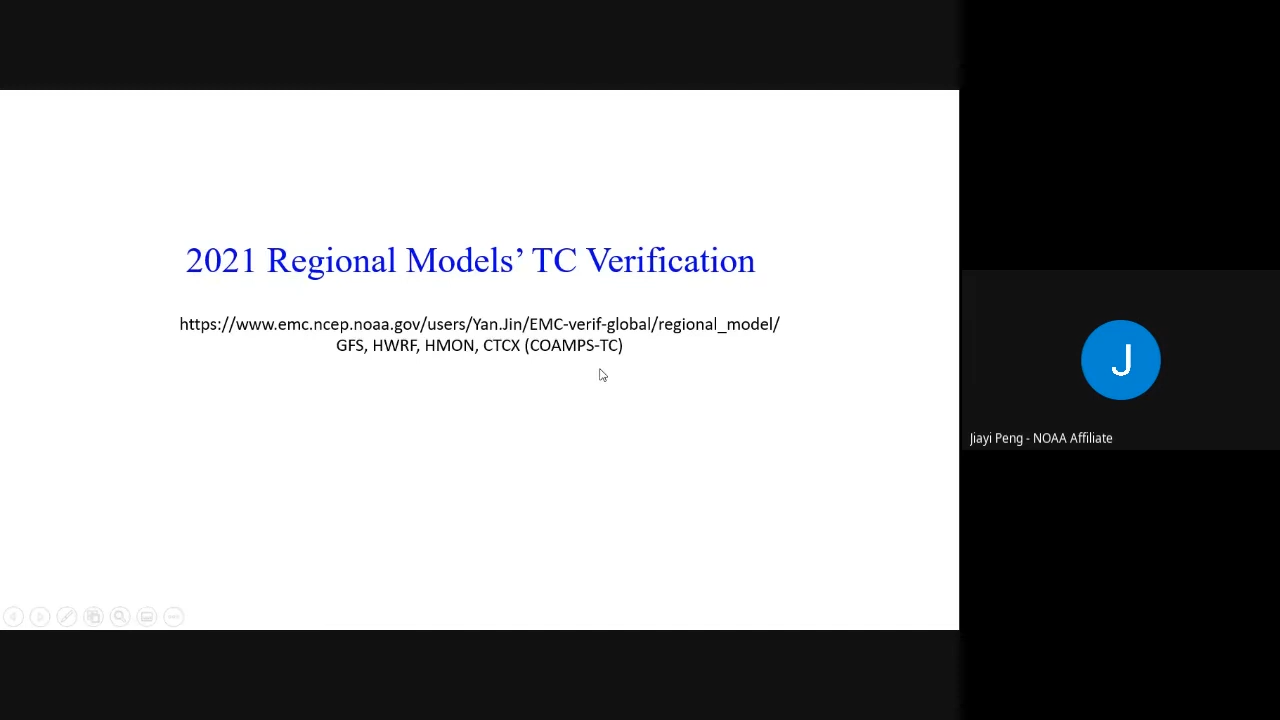 2021 Regional Models’ TC Verification
https://www.emc.ncep.noaa.gov/users/Yan.Jin/EMC-verif-global/regional_model/
GFS, HWRF, HMON, CTCX (COAMPS-TC)
J
Jiayi Peng - NOAA Affiliate